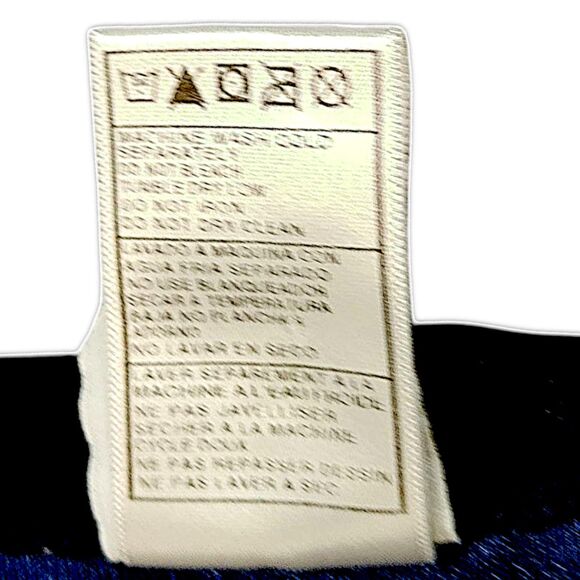 MACHINE WASH COLD
SEPARATELY
DO NOT BLEACH
TUMBLE DRY LOW
DO NOT IRON
DO NOT DRY CLEAN
LAVADO A MAQUINA CON
AGUA FRIA SEPARADO
NO USE BLANQUEADOR
SECAR A TEMPERATURA
BAJA NO PLANCHA Y
NO LAVAR EN SECO
LAVER SEPAREMENT A LA
MACHINE A L'EAU FROIDE
NE PAS JAVELLISER
SECHER A LA MACHINE
CYCLE DOUX
NE PAS REPASSER DESSIN
NE PAS LAVER A SEC